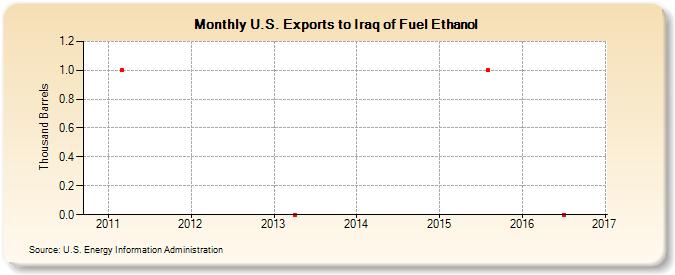 Monthly U.S. Exports to Iraq of Fuel Ethanol
Thousand Barrels
1.2
1.0
0.8
0.6
0.4
0.2
0.0
2011 2012 2013 2014 2015 2016 2017
Source: U.S. Energy Information Administration